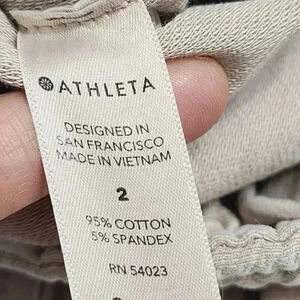 ATHLETA
DESIGNED IN
SAN FRANCISCO
MADE IN VIETNAM
2
95% COTTON
5% SPANDEX
RN 54023